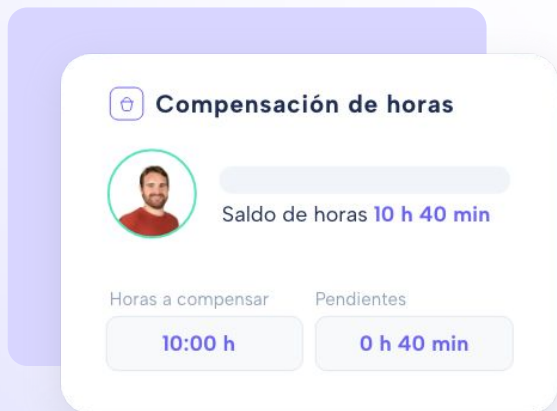 Compensación de horas
Saldo de horas 10 h 40 min
Horas a compensar
Pendientes
10:00 h
0 h 40 min